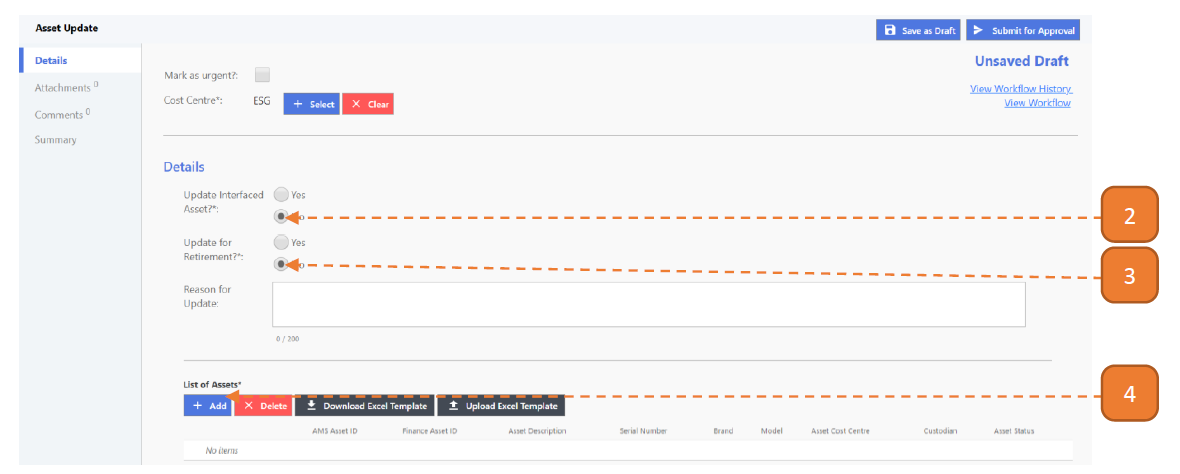 Asset Update
Save as Draft
Submit for Approval
Details
Attachments 0
Comments 0
Summary
Unsaved Draft
View Workflow History
View Workflow
Mark as urgent?:
Cost Centre*: ESG + Select × Clear
Details
Update Interfaced
Asset?*:
Yes
2
Update for
Retirement?*:
Yes
3
Reason for
Update:
0 / 200
List of Assets*
+ Add × Delete Download Excel Template Upload Excel Template
4
AMS Asset ID Finance Asset ID Asset Description Serial Number Brand Model Asset Cost Centre Custodian Asset Status
No items